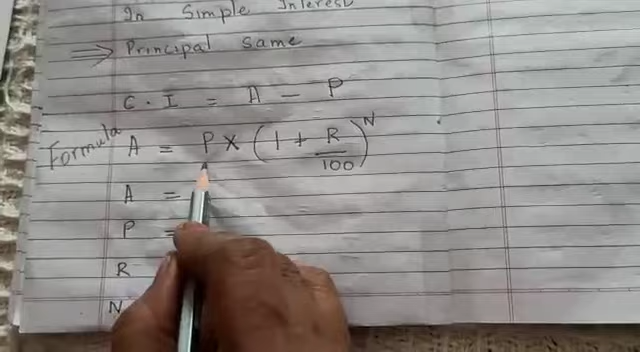 In Simple Interest
⇒ Principal same
C.I = A - P
Formula A = P × (1 + R/100)^N
A =
P =
R
N